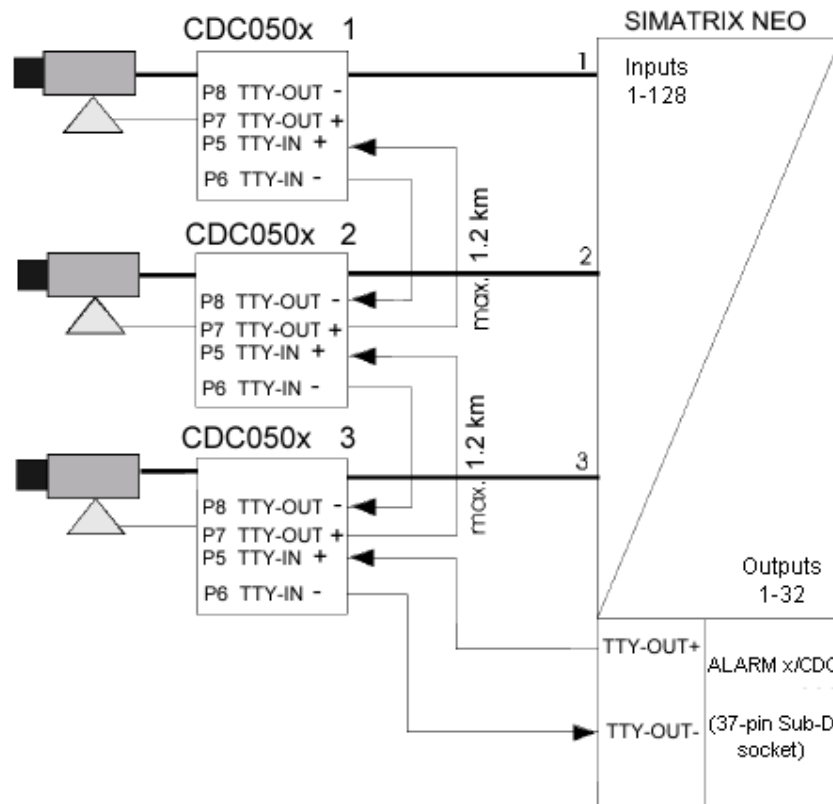 CDC050x 1
P8 TTY-OUT -
P7 TTY-OUT +
P5 TTY-IN +
P6 TTY-IN -
CDC050x 2
P8 TTY-OUT -
P7 TTY-OUT +
P5 TTY-IN +
P6 TTY-IN -
CDC050x 3
P8 TTY-OUT -
P7 TTY-OUT +
P5 TTY-IN +
P6 TTY-IN -
max. 1.2 km
max. 1.2 km
1
2
3
SIMATRIX NEO
Inputs
1-128
Outputs
1-32
TTY-OUT+
TTY-OUT-
ALARM x/CDC
(37-pin Sub-D
socket)